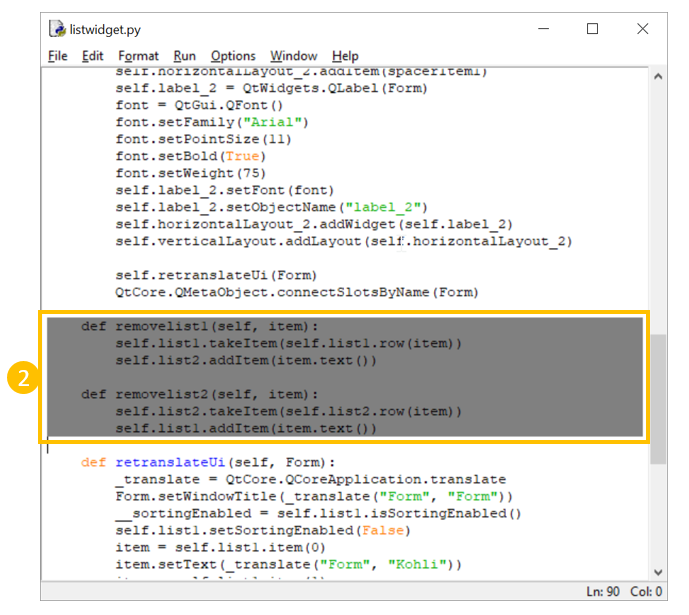 listwidget.py
File Edit Format Run Options Window Help
self.horizontalLayout_2.addItem(spacerItem1)
self.label_2 = QtWidgets.QLabel(Form)
font = QtGui.QFont()
font.setFamily("Arial")
font.setPointSize(11)
font.setBold(True)
font.setWeight(75)
self.label_2.setFont(font)
self.label_2.setObjectName("label_2")
self.horizontalLayout_2.addWidget(self.label_2)
self.verticalLayout.addLayout(self.horizontalLayout_2)
self.retranslateUi(Form)
QtCore.QMetaObject.connectSlotsByName(Form)
2
def removelist1(self, item):
self.list1.takeItem(self.list1.row(item))
self.list2.addItem(item.text())
def removelist2(self, item):
self.list2.takeItem(self.list2.row(item))
self.list1.addItem(item.text())
def retranslateUi(self, Form):
_translate = QtCore.QCoreApplication.translate
Form.setWindowTitle(_translate("Form", "Form"))
__sortingEnabled = self.list1.isSortingEnabled()
self.list1.setSortingEnabled(False)
item = self.list1.item(0)
item.setText(_translate("Form", "Kohli"))
Ln: 90 Col: 0